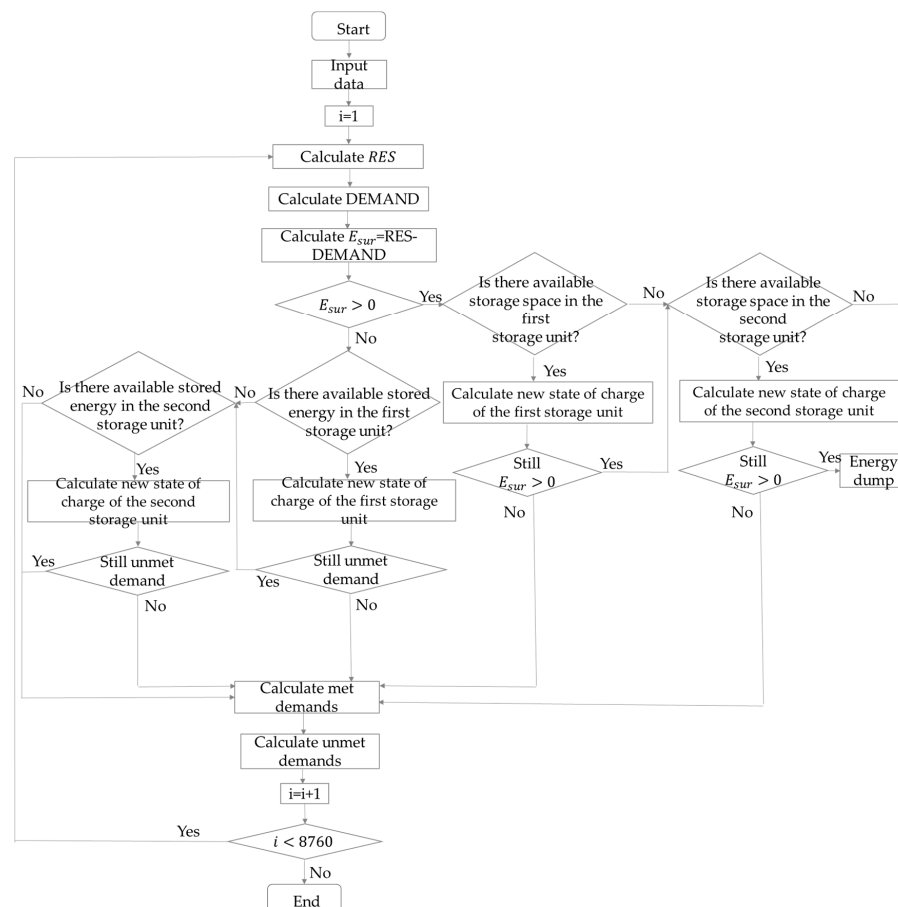 Start
Input
data
i=1
Calculate RES
Calculate DEMAND
Calculate E_sur=RES-
DEMAND
E_sur > 0
Yes
No
Is there available
storage space in the
first
storage unit?
No
Yes
Is there available
storage space in the
second
storage unit?
No
Yes
Calculate new state of charge
of the first storage unit
Calculate new state of charge
of the second storage unit
Still
E_sur > 0
Yes
No
Still
E_sur > 0
Yes
No
Energy
dump
Is there available stored
energy in the first
storage unit?
No
Yes
Is there available stored
energy in the second
storage unit?
No
Yes
Calculate new state of
charge of the second
storage unit
Calculate new state of
charge of the first storage
unit
Still unmet
demand
Yes
No
Still unmet
demand
Yes
No
Calculate met
demands
Calculate unmet
demands
i=i+1
i < 8760
Yes
No
End